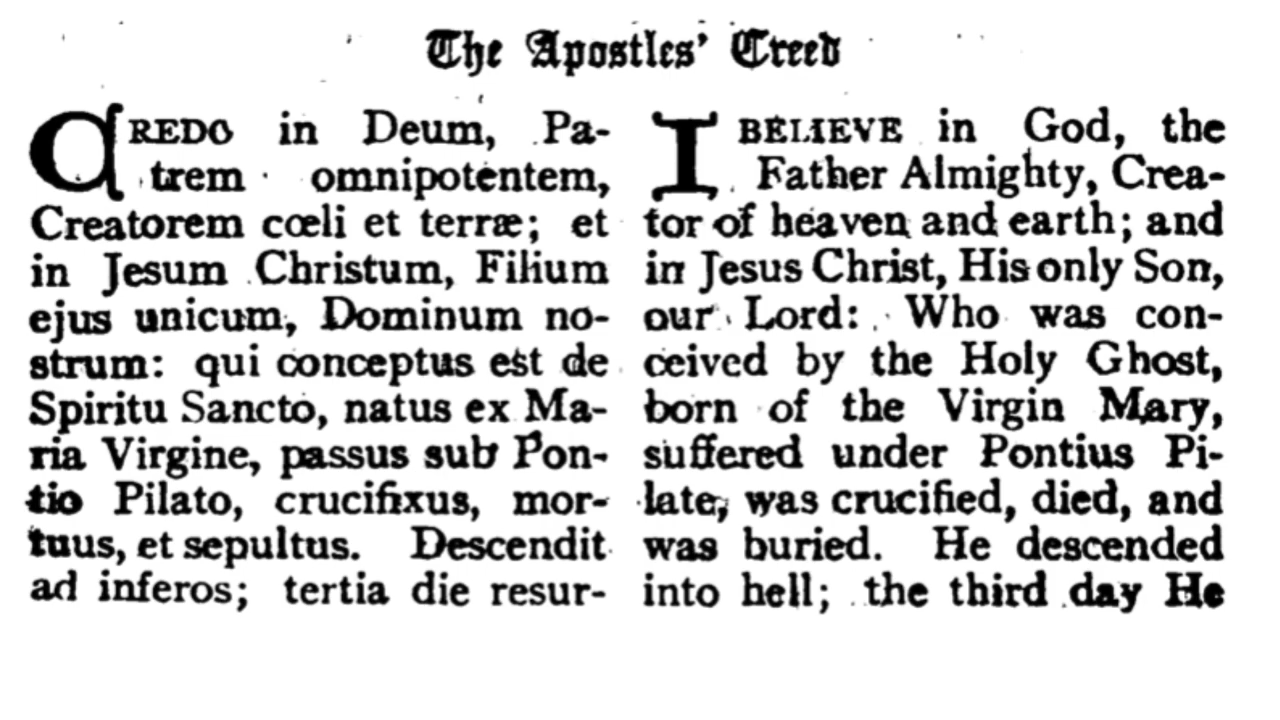 The Apostles' Creed
CREDO in Deum, Pa-
trem omnipotentem,
Creatorem cœli et terræ; et
in Jesum Christum, Filium
ejus unicum, Dominum no-
strum: qui conceptus est de
Spiritu Sancto, natus ex Ma-
ria Virgine, passus sub Pon-
tio Pilato, crucifixus, mor-
tuus, et sepultus. Descendit
ad inferos; tertia die resur-
I BELIEVE in God, the
Father Almighty, Crea-
tor of heaven and earth; and
in Jesus Christ, His only Son,
our Lord: Who was con-
ceived by the Holy Ghost,
born of the Virgin Mary,
suffered under Pontius Pi-
late, was crucified, died, and
was buried. He descended
into hell; the third day He